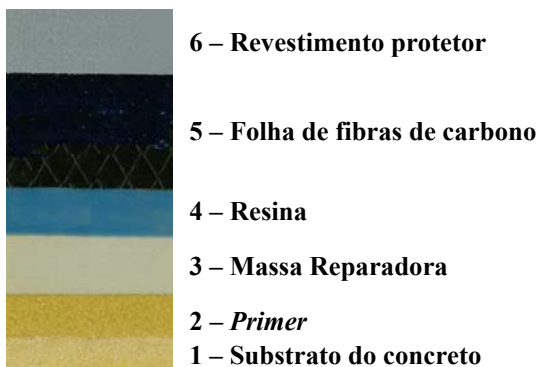 6 – Revestimento protetor
5 – Folha de fibras de carbono
4 – Resina
3 – Massa Reparadora
2 – Primer
1 – Substrato do concreto